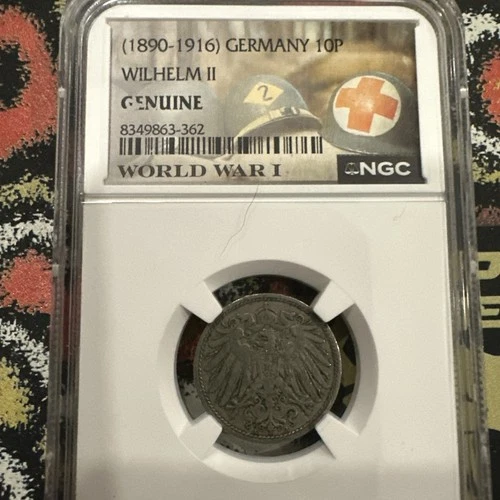 (1890-1916) GERMANY 10P
WILHELM II
GENUINE
8349863-362
2
WORLD WAR I
NGC